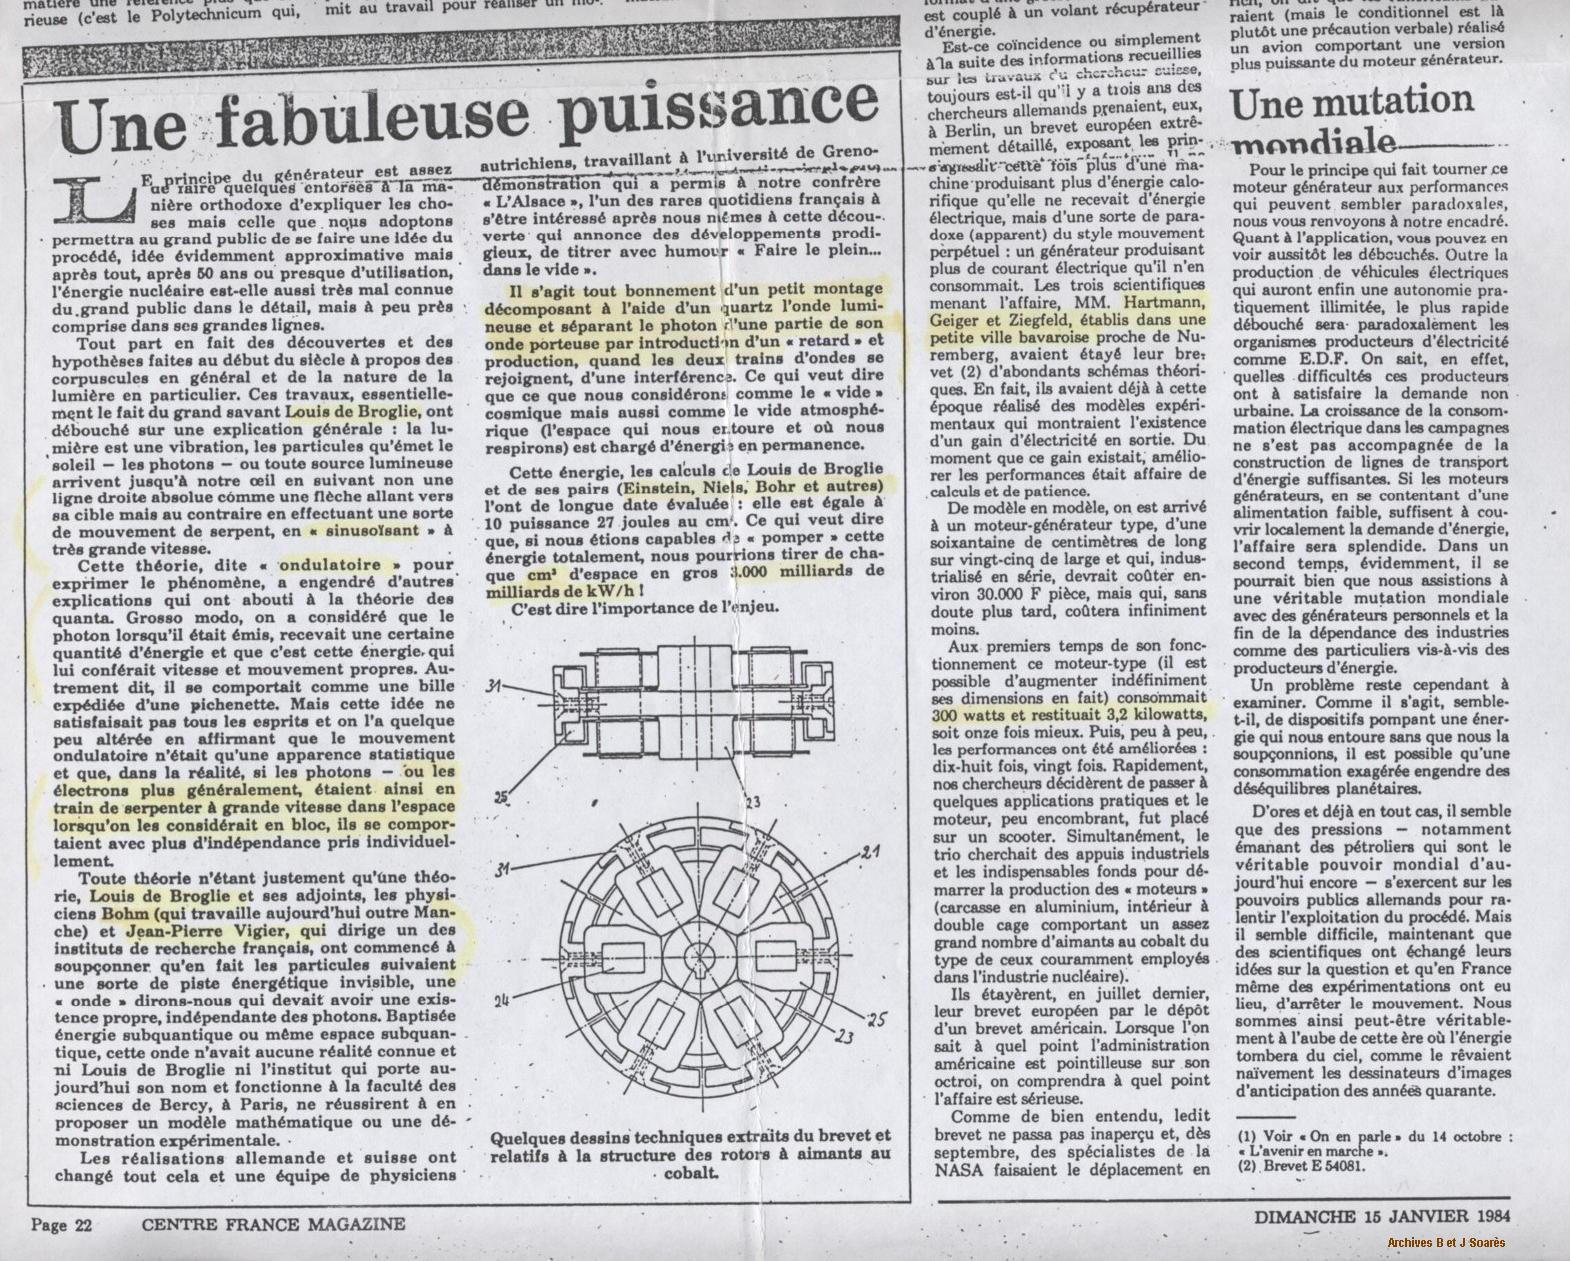 matière une
rieuse (c'est le Polytechnicum qui,
mit au travail pour réaliser un mo-
Une fabuleuse puissance
LE principe du générateur est assez
de faire quelques entorses à la ma-
nière orthodoxe d'expliquer les cho-
ses mais celle que nous adoptons
permettra au grand public de se faire une idée du
procédé, idée évidemment approximative mais
après tout, après 50 ans ou presque d'utilisation,
l'énergie nucléaire est-elle aussi très mal connue
du grand public dans le détail, mais à peu près
comprise dans ses grandes lignes.
Tout part en fait des découvertes et des
hypothèses faites au début du siècle à propos des
corpuscules en général et de la nature de la
lumière en particulier. Ces travaux, essentielle-
ment le fait du grand savant Louis de Broglie, ont
débouché sur une explication générale : la lu-
mière est une vibration, les particules qu'émet le
soleil — les photons — ou toute source lumineuse
arrivent jusqu'à notre œil en suivant non une
ligne droite absolue comme une flèche allant vers
sa cible mais au contraire en effectuant une sorte
de mouvement de serpent, en « sinusoïsant » à
très grande vitesse.
Cette théorie, dite « ondulatoire » pour
exprimer le phénomène, a engendré d'autres
explications qui ont abouti à la théorie des
quanta. Grosso modo, on a considéré que le
photon lorsqu'il était émis, recevait une certaine
quantité d'énergie et que c'est cette énergie qui
lui conférait vitesse et mouvement propres. Au-
trement dit, il se comportait comme une bille
expédiée d'une pichenette. Mais cette idée ne
satisfaisait pas tous les esprits et on l'a quelque
peu altérée en affirmant que le mouvement
ondulatoire n'était qu'une apparence statistique
et que, dans la réalité, si les photons — ou les
électrons plus généralement, étaient ainsi en
train de serpenter à grande vitesse dans l'espace
lorsqu'on les considérait en bloc, ils se compor-
taient avec plus d'indépendance pris individuel-
lement.
Toute théorie n'étant justement qu'une théo-
rie, Louis de Broglie et ses adjoints, les physi-
ciens Bohm (qui travaille aujourd'hui outre Man-
che) et Jean-Pierre Vigier, qui dirige un des
instituts de recherche français, ont commencé à
soupçonner qu'en fait les particules suivaient
une sorte de piste énergétique invisible, une
« onde » dirons-nous qui devait avoir une exis-
tence propre, indépendante des photons. Baptisée
énergie subquantique ou même espace subquan-
tique, cette onde n'avait aucune réalité connue et
ni Louis de Broglie ni l'institut qui porte au-
jourd'hui son nom et fonctionne à la faculté des
sciences de Bercy, à Paris, ne réussirent à en
proposer un modèle mathématique ou une dé-
monstration expérimentale.
Les réalisations allemande et suisse ont
changé tout cela et une équipe de physiciens
autrichiens, travaillant à l'université de Greno-
démonstration qui a permis à notre confrère
« L'Alsace », l'un des rares quotidiens français à
s'être intéressé après nous mêmes à cette décou-
verte qui annonce des développements prodi-
gieux, de titrer avec humour « Faire le plein...
dans le vide ».
Il s'agit tout bonnement d'un petit montage
décomposant à l'aide d'un quartz l'onde lumi-
neuse et séparant le photon d'une partie de son
onde porteuse par introduction d'un « retard » et
production, quand les deux trains d'ondes se
rejoignent, d'une interférence. Ce qui veut dire
que ce que nous considérons comme le « vide »
cosmique mais aussi comme le vide atmosphé-
rique (l'espace qui nous entoure et où nous
respirons) est chargé d'énergie en permanence.
Cette énergie, les calculs de Louis de Broglie
et de ses pairs (Einstein, Niels, Bohr et autres)
l'ont de longue date évaluée : elle est égale à
10 puissance 27 joules au cm³. Ce qui veut dire
que, si nous étions capables de « pomper » cette
énergie totalement, nous pourrions tirer de cha-
que cm³ d'espace en gros 3.000 milliards de
milliards de kW/h !
C'est dire l'importance de l'enjeu.
31
25
23
31
21
24
25
23
Quelques dessins techniques extraits du brevet et
relatifs à la structure des rotors à aimants au
cobalt.
est couplé à un volant récupérateur
d'énergie.
Est-ce coïncidence ou simplement
à la suite des informations recueillies
sur les travaux du chercheur suisse,
toujours est-il qu'il y a trois ans des
chercheurs allemands prenaient, eux,
à Berlin, un brevet européen extrê-
mement détaillé, exposant les prin-
s'agissait cette fois plus d'une ma-
chine produisant plus d'énergie calo-
rifique qu'elle ne recevait d'énergie
électrique, mais d'une sorte de para-
doxe (apparent) du style mouvement
perpétuel : un générateur produisant
plus de courant électrique qu'il n'en
consommait. Les trois scientifiques
menant l'affaire, MM. Hartmann,
Geiger et Ziegfeld, établis dans une
petite ville bavaroise proche de Nu-
remberg, avaient étayé leur bre-
vet (2) d'abondants schémas théori-
ques. En fait, ils avaient déjà à cette
époque réalisé des modèles expéri-
mentaux qui montraient l'existence
d'un gain d'électricité en sortie. Du
moment que ce gain existait, amélio-
rer les performances était affaire de
calculs et de patience.
De modèle en modèle, on est arrivé
à un moteur-générateur type, d'une
soixantaine de centimètres de long
sur vingt-cinq de large et qui, indus-
trialisé en série, devrait coûter en-
viron 30.000 F pièce, mais qui, sans
doute plus tard, coûtera infiniment
moins.
Aux premiers temps de son fonc-
tionnement ce moteur-type (il est
possible d'augmenter indéfiniment
ses dimensions en fait) consommait
300 watts et restituait 3,2 kilowatts,
soit onze fois mieux. Puis, peu à peu,
les performances ont été améliorées :
dix-huit fois, vingt fois. Rapidement,
nos chercheurs décidèrent de passer à
quelques applications pratiques et le
moteur, peu encombrant, fut placé
sur un scooter. Simultanément, le
trio cherchait des appuis industriels
et les indispensables fonds pour dé-
marrer la production des « moteurs »
(carcasse en aluminium, intérieur à
double cage comportant un assez
grand nombre d'aimants au cobalt du
type de ceux couramment employés
dans l'industrie nucléaire).
Ils étayèrent, en juillet dernier,
leur brevet européen par le dépôt
d'un brevet américain. Lorsque l'on
sait à quel point l'administration
américaine est pointilleuse sur son
octroi, on comprendra à quel point
l'affaire est sérieuse.
Comme de bien entendu, ledit
brevet ne passa pas inaperçu et, dès
septembre, des spécialistes de la
NASA faisaient le déplacement en
raient (mais le conditionnel est là
plutôt une précaution verbale) réalisé
un avion comportant une version
plus puissante du moteur générateur.
Une mutation
mondiale
Pour le principe qui fait tourner ce
moteur générateur aux performances
qui peuvent sembler paradoxales,
nous vous renvoyons à notre encadré.
Quant à l'application, vous pouvez en
voir aussitôt les débouchés. Outre la
production de véhicules électriques
qui auront enfin une autonomie pra-
tiquement illimitée, le plus rapide
débouché sera paradoxalement les
organismes producteurs d'électricité
comme E.D.F. On sait, en effet,
quelles difficultés ces producteurs
ont à satisfaire la demande non
urbaine. La croissance de la consom-
mation électrique dans les campagnes
ne s'est pas accompagnée de la
construction de lignes de transport
d'énergie suffisantes. Si les moteurs
générateurs, en se contentant d'une
alimentation faible, suffisent à cou-
vrir localement la demande d'énergie,
l'affaire sera splendide. Dans un
second temps, évidemment, il se
pourrait bien que nous assistions à
une véritable mutation mondiale
avec des générateurs personnels et la
fin de la dépendance des industries
comme des particuliers vis-à-vis des
producteurs d'énergie.
Un problème reste cependant à
examiner. Comme il s'agit, semble-
t-il, de dispositifs pompant une éner-
gie qui nous entoure sans que nous la
soupçonnions, il est possible qu'une
consommation exagérée engendre des
déséquilibres planétaires.
D'ores et déjà en tout cas, il semble
que des pressions — notamment
émanant des pétroliers qui sont le
véritable pouvoir mondial d'au-
jourd'hui encore — s'exercent sur les
pouvoirs publics allemands pour ra-
lentir l'exploitation du procédé. Mais
il semble difficile, maintenant que
des scientifiques ont échangé leurs
idées sur la question et qu'en France
même des expérimentations ont eu
lieu, d'arrêter le mouvement. Nous
sommes ainsi peut-être véritable-
ment à l'aube de cette ère où l'énergie
tombera du ciel, comme le rêvaient
naïvement les dessinateurs d'images
d'anticipation des années quarante.
(1) Voir « On en parle » du 14 octobre :
« L'avenir en marche ».
(2) Brevet E 54081.
Page 22 CENTRE FRANCE MAGAZINE
DIMANCHE 15 JANVIER 1984
Archives B et J Soarès